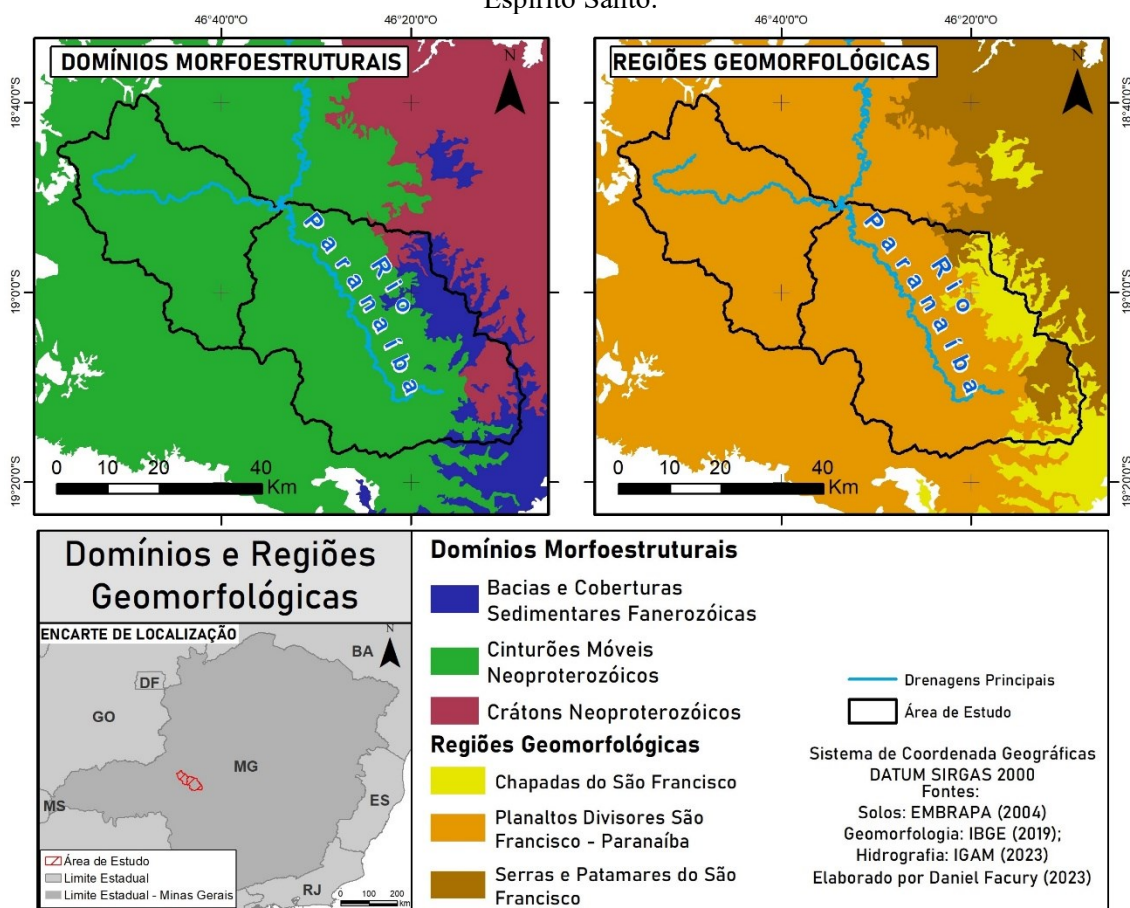 Espírito Santo.
46°40'0"O
46°20'0"O
46°40'0"O
46°20'0"O
DOMÍNIOS MORFOESTRUTURAIS
N
REGIÕES GEOMORFOLÓGICAS
N
18°40'0"S
18°40'0"S
Rio
Paranaíba
Rio
Paranaíba
19°0'0"S
19°0'0"S
19°20'0"S
19°20'0"S
0 10 20 40
Km
0 10 20 40
Km
Domínios e Regiões
Geomorfológicas
ENCARTE DE LOCALIZAÇÃO
N
BA
DF
GO
MG
MS
ES
RJ
Área de Estudo
Limite Estadual
Limite Estadual - Minas Gerais
0 100 200
km
Domínios Morfoestruturais
Bacias e Coberturas
Sedimentares Fanerozóicas
Cinturões Móveis
Neoproterozóicos
Crátons Neoproterozóicos
Regiões Geomorfológicas
Chapadas do São Francisco
Planaltos Divisores São
Francisco - Paranaíba
Serras e Patamares do São
Francisco
Drenagens Principais
Área de Estudo
Sistema de Coordenada Geográficas
DATUM SIRGAS 2000
Fontes:
Solos: EMBRAPA (2004)
Geomorfologia: IBGE (2019);
Hidrografia: IGAM (2023)
Elaborado por Daniel Facury (2023)